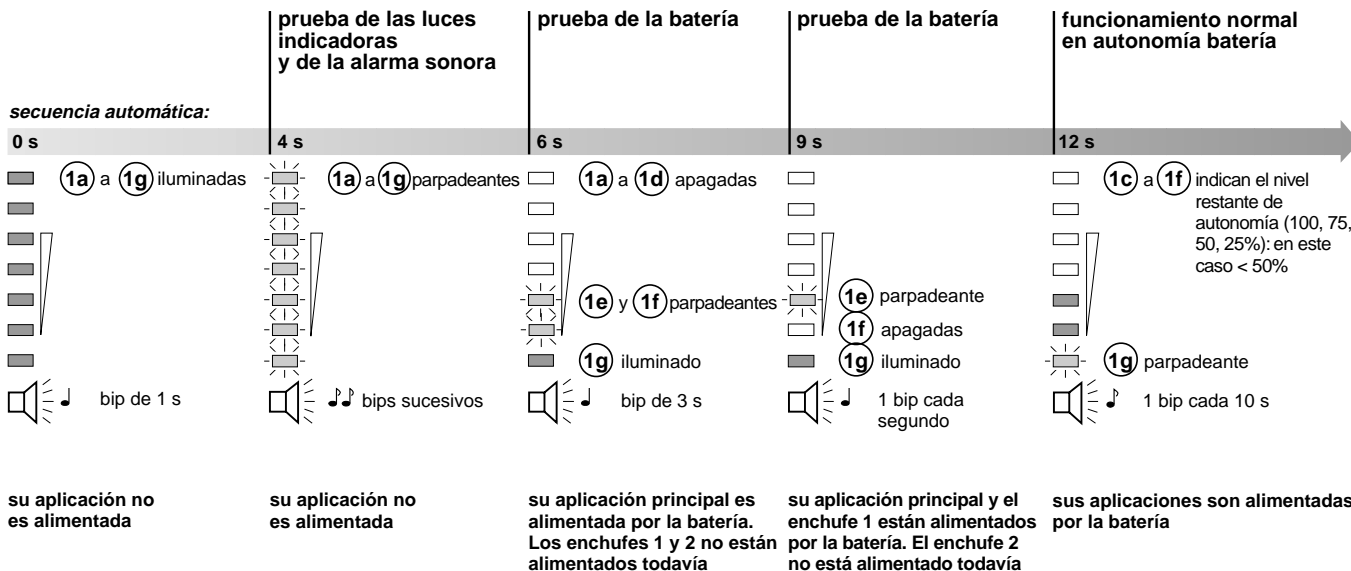 prueba de las luces
indicadoras
y de la alarma sonora
prueba de la batería
prueba de la batería
funcionamiento normal
en autonomía batería
secuencia automática:
0 s
4 s
6 s
9 s
12 s
1a a 1g iluminadas
bip de 1 s
su aplicación no
es alimentada
1a a 1g parpadeantes
bips sucesivos
su aplicación no
es alimentada
1a a 1d apagadas
1e y 1f parpadeantes
1g iluminado
bip de 3 s
su aplicación principal es
alimentada por la batería.
Los enchufes 1 y 2 no están
alimentados todavía
1e parpadeante
1f apagadas
1g iluminado
1 bip cada
segundo
su aplicación principal y el
enchufe 1 están alimentados
por la batería. El enchufe 2
no está alimentado todavía
1c a 1f indican el nivel
restante de
autonomía (100, 75,
50, 25%): en este
caso < 50%
1g parpadeante
1 bip cada 10 s
sus aplicaciones son alimentadas
por la batería